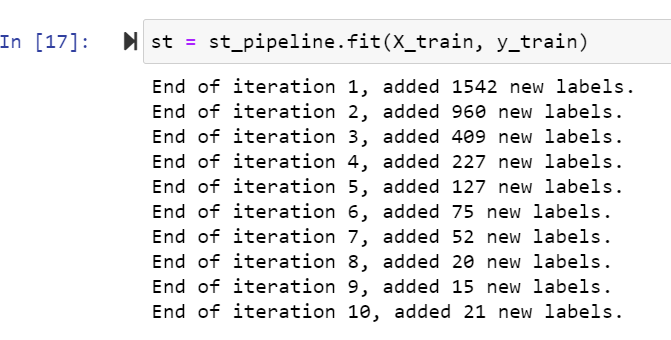 In [17]: st = st_pipeline.fit(X_train, y_train)
End of iteration 1, added 1542 new labels.
End of iteration 2, added 960 new labels.
End of iteration 3, added 409 new labels.
End of iteration 4, added 227 new labels.
End of iteration 5, added 127 new labels.
End of iteration 6, added 75 new labels.
End of iteration 7, added 52 new labels.
End of iteration 8, added 20 new labels.
End of iteration 9, added 15 new labels.
End of iteration 10, added 21 new labels.